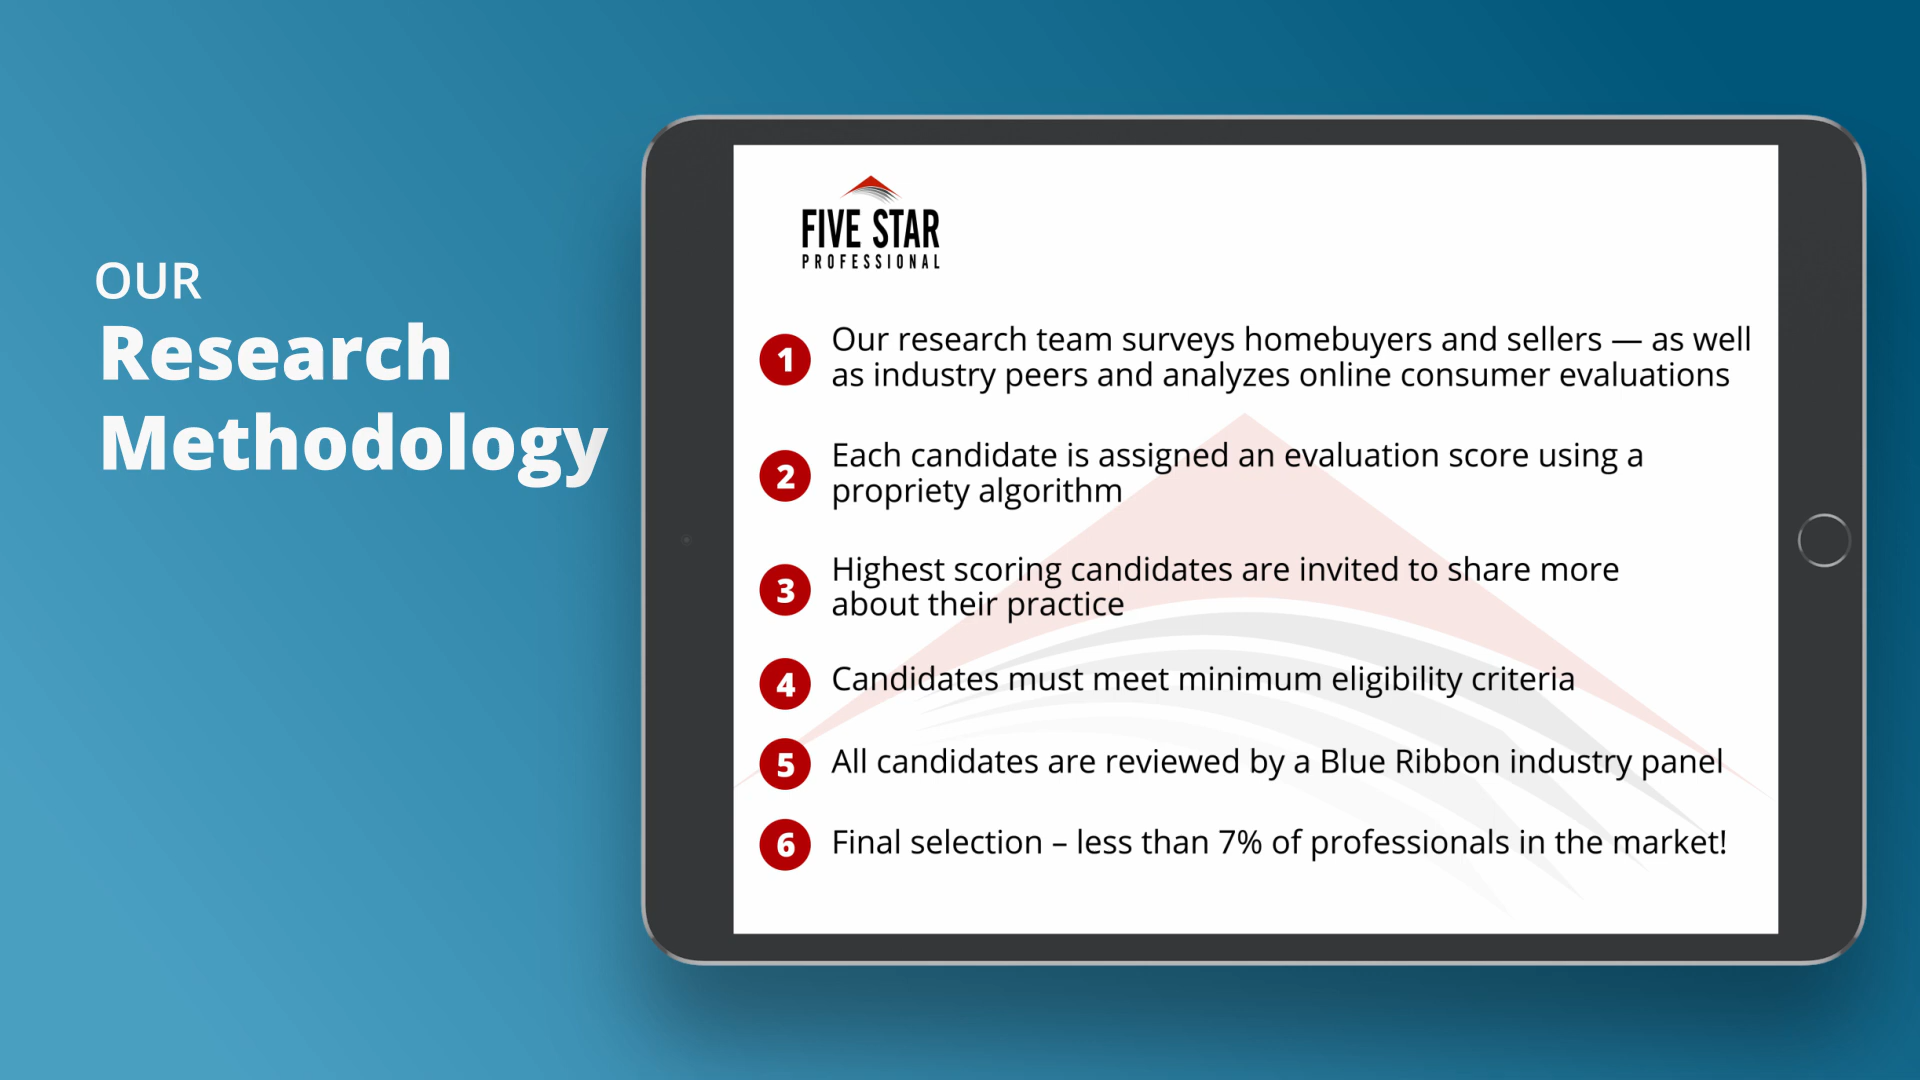 OUR
Research
Methodology
FIVE STAR
PROFESSIONAL
1 Our research team surveys homebuyers and sellers — as well
as industry peers and analyzes online consumer evaluations
2 Each candidate is assigned an evaluation score using a
propriety algorithm
3 Highest scoring candidates are invited to share more
about their practice
4 Candidates must meet minimum eligibility criteria
5 All candidates are reviewed by a Blue Ribbon industry panel
6 Final selection – less than 7% of professionals in the market!